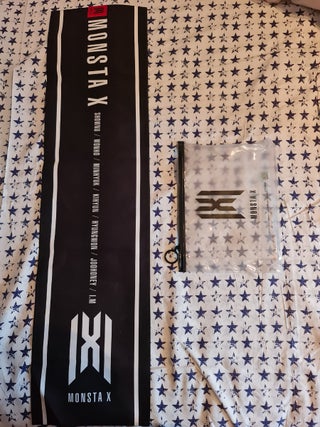 MONSTA X
SHOWNU / WONHO / MINHYUK / KIHYUN / HYUNGWON / JOOHONEY / I.M
MONSTA X
MONSTA X